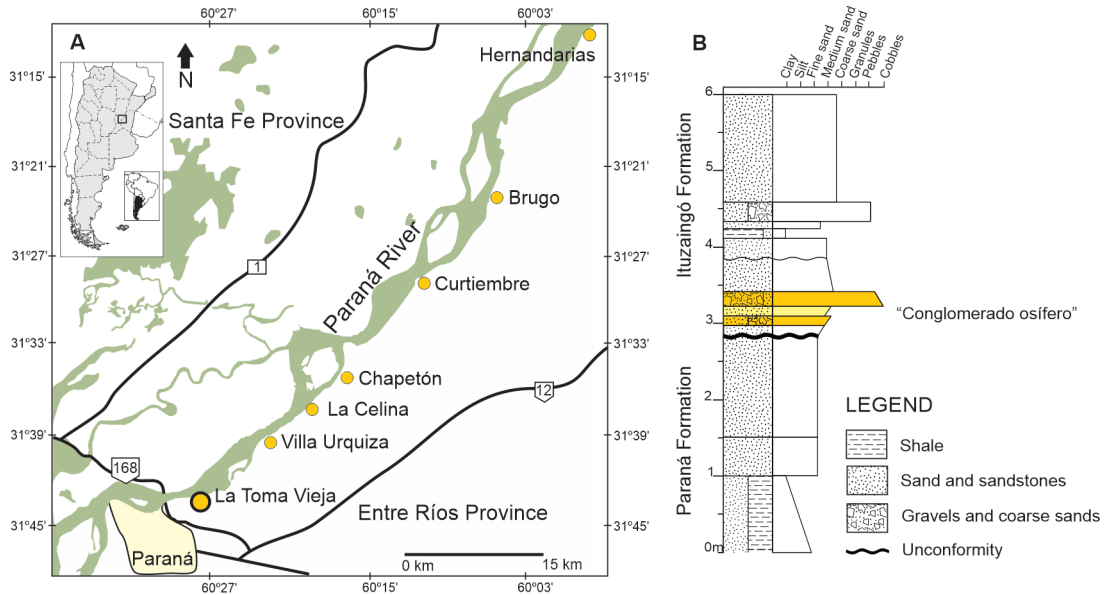 60°27'
60°15'
60°03'
A
N
Hernandarias
31°15'
31°15'
Santa Fe Province
31°21'
31°21'
Brugo
Paraná River
31°27'
31°27'
1
Curtiembre
31°33'
31°33'
Chapetón
12
La Celina
31°39'
31°39'
Villa Urquiza
168
La Toma Vieja
Entre Ríos Province
31°45'
31°45'
Paraná
0 km
15 km
60°27'
60°15'
60°03'
B
Clay
Silt
Fine sand
Medium sand
Coarse sand
Granules
Pebbles
Cobbles
6
5
4
3
2
1
0m
Ituzaingó Formation
Paraná Formation
"Conglomerado osífero"
LEGEND
Shale
Sand and sandstones
Gravels and coarse sands
Unconformity